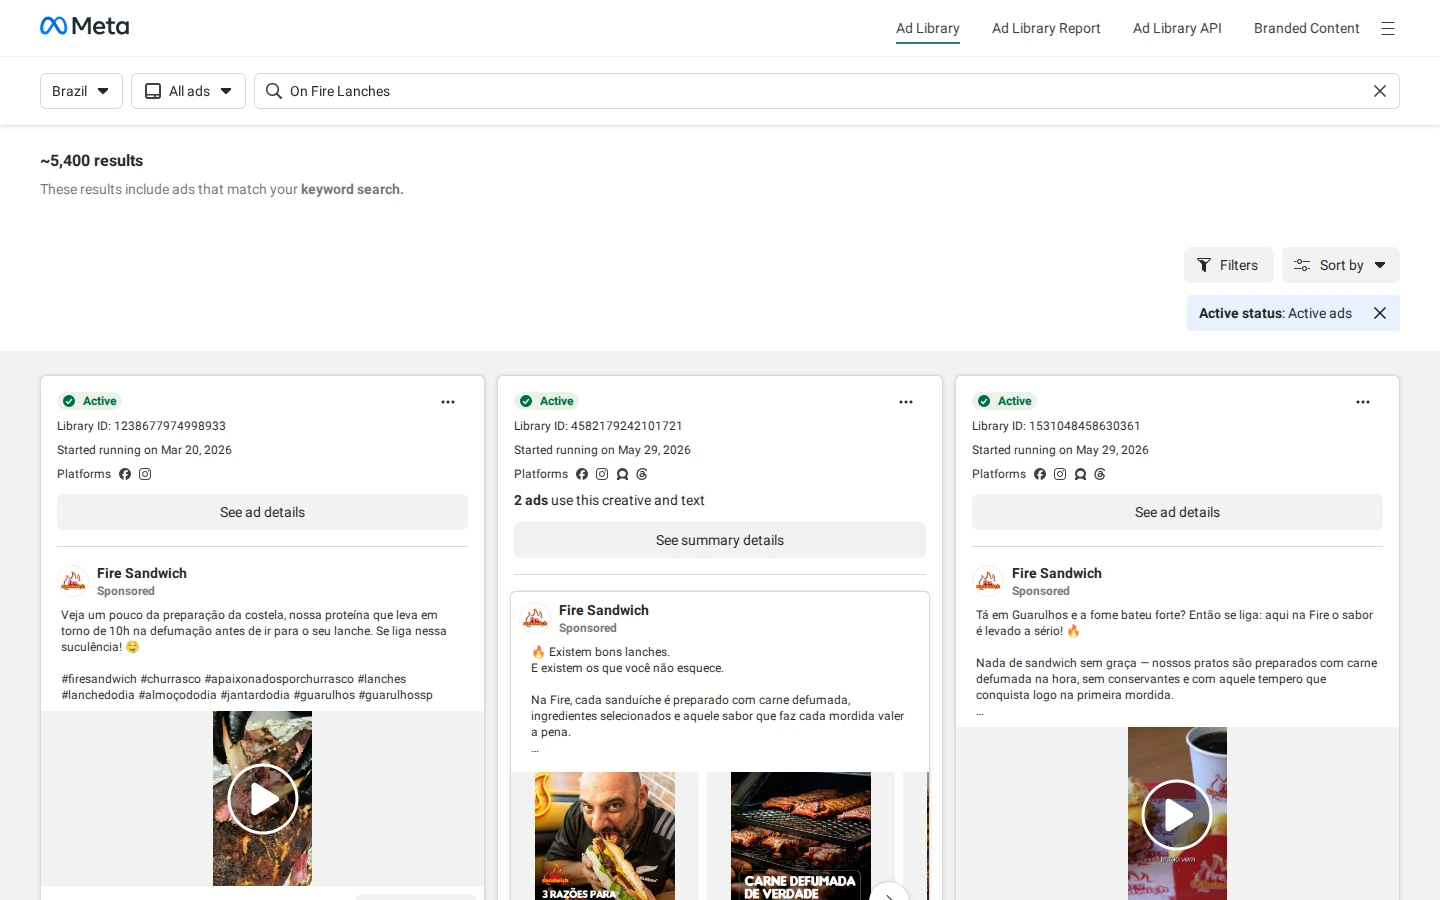 Meta
Ad Library
Ad Library Report
Ad Library API
Branded Content
Brazil
All ads
On Fire Lanches
~5,400 results
These results include ads that match your keyword search.
Filters
Sort by
Active status: Active ads
Active
Library ID: 1238677974998933
Started running on Mar 20, 2026
Platforms
See ad details
Fire Sandwich
Sponsored
Veja um pouco da preparação da costela, nossa proteína que leva em
torno de 10h na defumação antes de ir para o seu lanche. Se liga nessa
suculência! 🤤
#firesandwich #churrasco #apaixonadosporchurrasco #lanches
#lanchedodia #almoçododia #jantardodia #guarulhos #guarulhossp
Active
Library ID: 4582179242101721
Started running on May 29, 2026
Platforms
2 ads use this creative and text
See summary details
Fire Sandwich
Sponsored
🔥 Existem bons lanches.
E existem os que você não esquece.
Na Fire, cada sanduíche é preparado com carne defumada,
ingredientes selecionados e aquele sabor que faz cada mordida valer
a pena.
...
3 RAZÕES PARA
CARNE DEFUMADA
DE VERDADE
Active
Library ID: 1531048458630361
Started running on May 29, 2026
Platforms
See ad details
Fire Sandwich
Sponsored
Tá em Guarulhos e a fome bateu forte? Então se liga: aqui na Fire o sabor
é levado a sério! 🔥
Nada de sandwich sem graça — nossos pratos são preparados com carne
defumada na hora, sem conservantes e com aquele tempero que
conquista logo na primeira mordida.
...
Então vem